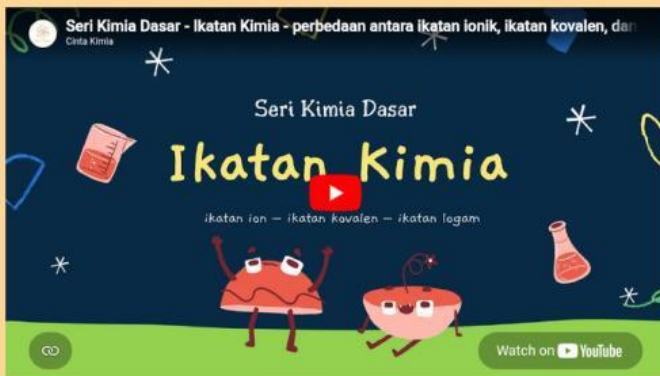 Seri Kimia Dasar - Ikatan Kimia - perbedaan antara ikatan ionik, ikatan kovalen, dan
Cinta Kimia
Seri Kimia Dasar
Ikatan Kimia
ikatan ion – ikatan kovalen – ikatan logam
Watch on YouTube